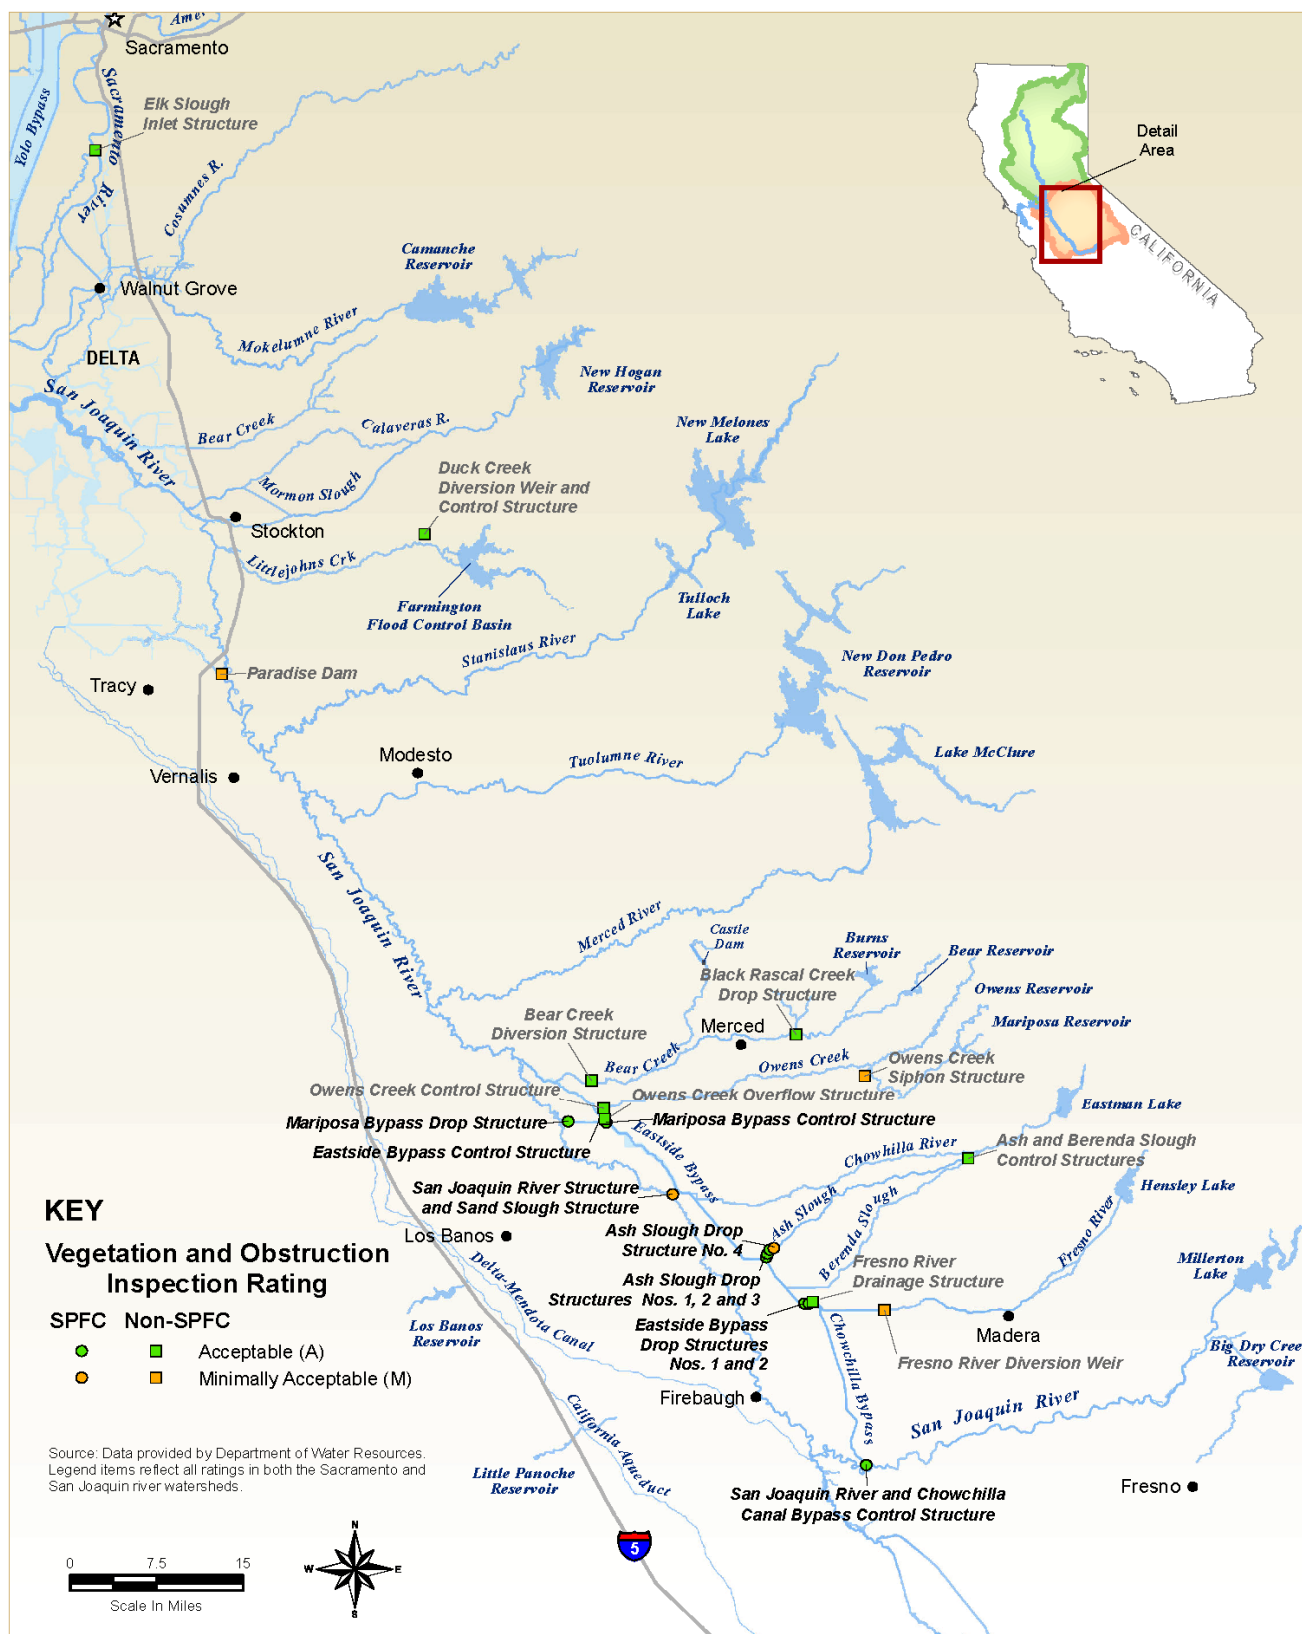 Ame.
Sacramento
Sacramento
River
Yolo Bypass
Elk Slough
Inlet Structure
Cosumnes R.
Detail
Area
CALIFORNIA
Camanche
Reservoir
Walnut Grove
Mokelumne River
DELTA
San Joaquin River
New Hogan
Reservoir
Bear Creek
Calaveras R.
New Melones
Lake
Mormon Slough
Duck Creek
Diversion Weir and
Control Structure
Stockton
Littlejohns Crk
Farmington
Flood Control Basin
Tulloch
Lake
Stanislaus River
New Don Pedro
Reservoir
Paradise Dam
Tracy
Lake McClure
Modesto
Tuolumne River
Vernalis
San Joaquin River
Merced River
Castle
Dam
Burns
Reservoir
Bear Reservoir
Black Rascal Creek
Drop Structure
Owens Reservoir
Mariposa Reservoir
Bear Creek
Diversion Structure
Merced
Bear Creek
Owens Creek
Owens Creek
Siphon Structure
Owens Creek Control Structure
Owens Creek Overflow Structure
Eastman Lake
Mariposa Bypass Drop Structure
Mariposa Bypass Control Structure
Eastside Bypass Control Structure
Eastside Bypass
Chowhilla River
Ash and Berenda Slough
Control Structures
San Joaquin River Structure
and Sand Slough Structure
Hensley Lake
Ash Slough
Berenda Slough
Fresno River
Los Banos
Ash Slough Drop
Structure No. 4
Millerton
Lake
Fresno River
Drainage Structure
Ash Slough Drop
Structures Nos. 1, 2 and 3
Delta-Mendota Canal
Los Banos
Reservoir
Eastside Bypass
Drop Structures
Nos. 1 and 2
Madera
Big Dry Cree
Reservoir
Fresno River Diversion Weir
Chowchilla Bypass
Firebaugh
San Joaquin River
California Aqueduct
Little Panoche
Reservoir
Fresno
San Joaquin River and Chowchilla
Canal Bypass Control Structure
5
KEY
Vegetation and Obstruction
Inspection Rating
SPFC Non-SPFC
Acceptable (A)
Minimally Acceptable (M)
Source: Data provided by Department of Water Resources.
Legend items reflect all ratings in both the Sacramento and
San Joaquin river watersheds.
0 7.5 15
Scale In Miles
N
W E
S